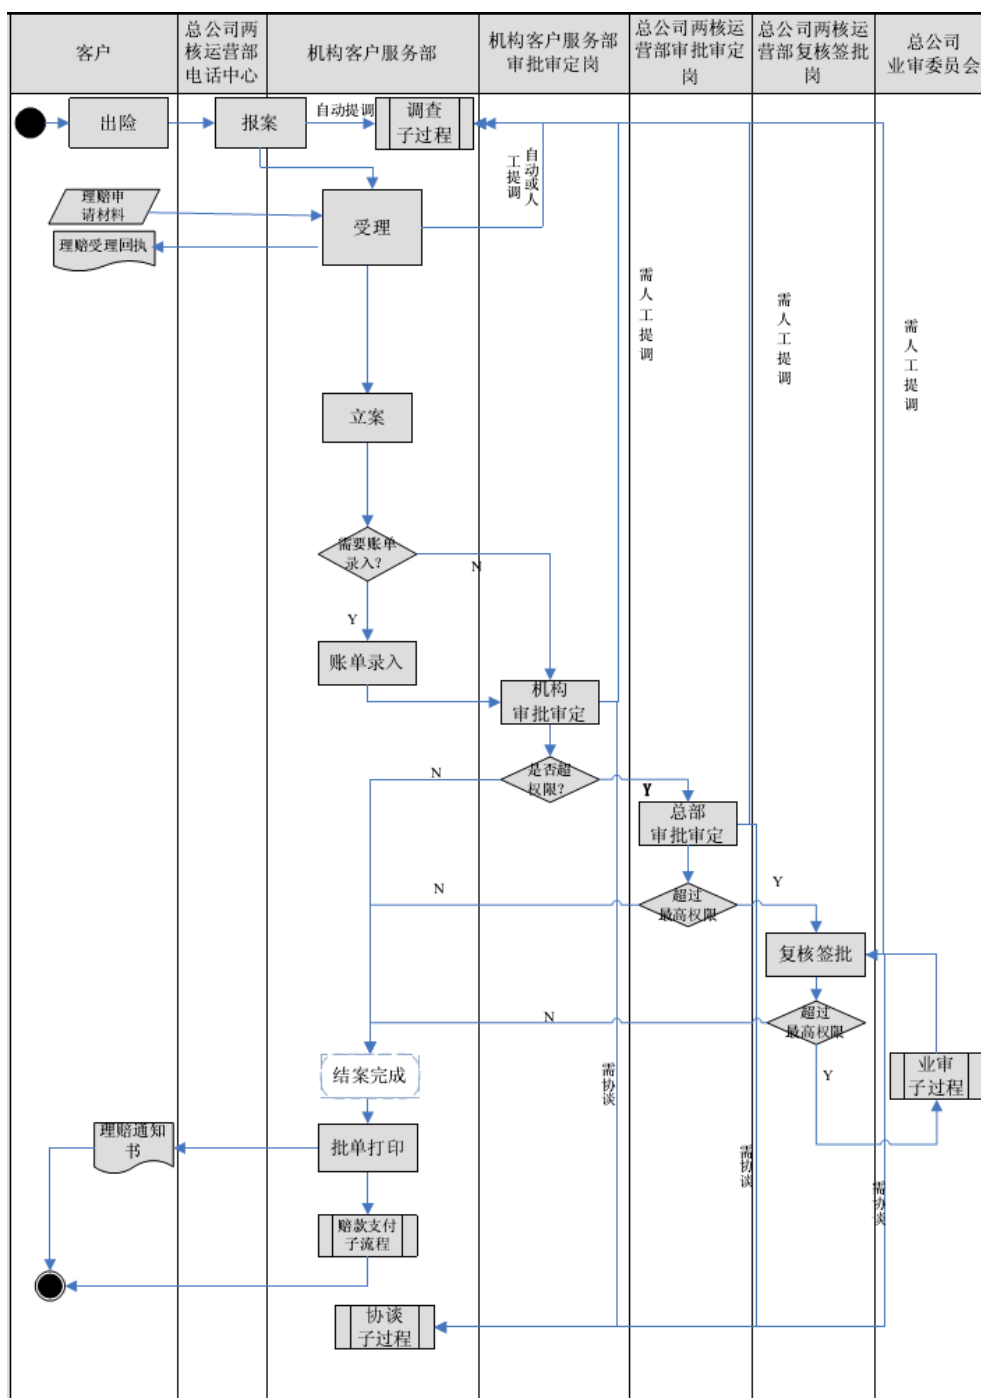 客户
总公司两
核运营部
电话中心
机构客户服务部
机构客户服务部
审批审定岗
总公司两核运
营部审批审定
岗
总公司两核运
营部复核签批
岗
总公司
业审委员会
出险
报案
自动提调
调查
子过程
自动或人
工提调
理赔申
请材料
受理
理赔受理回执
需人工提调
需人工提调
需人工提调
立案
需要账单
录入?
N
Y
账单录入
机构
审批审定
是否超
权限?
N
Y
总部
审批审定
超过
最高权限
N
Y
复核签批
超过
最高权限
N
Y
业审
子过程
结案完成
需协谈
批单打印
理赔通知
书
需协谈
需协谈
赔款支付
子流程
协谈
子过程